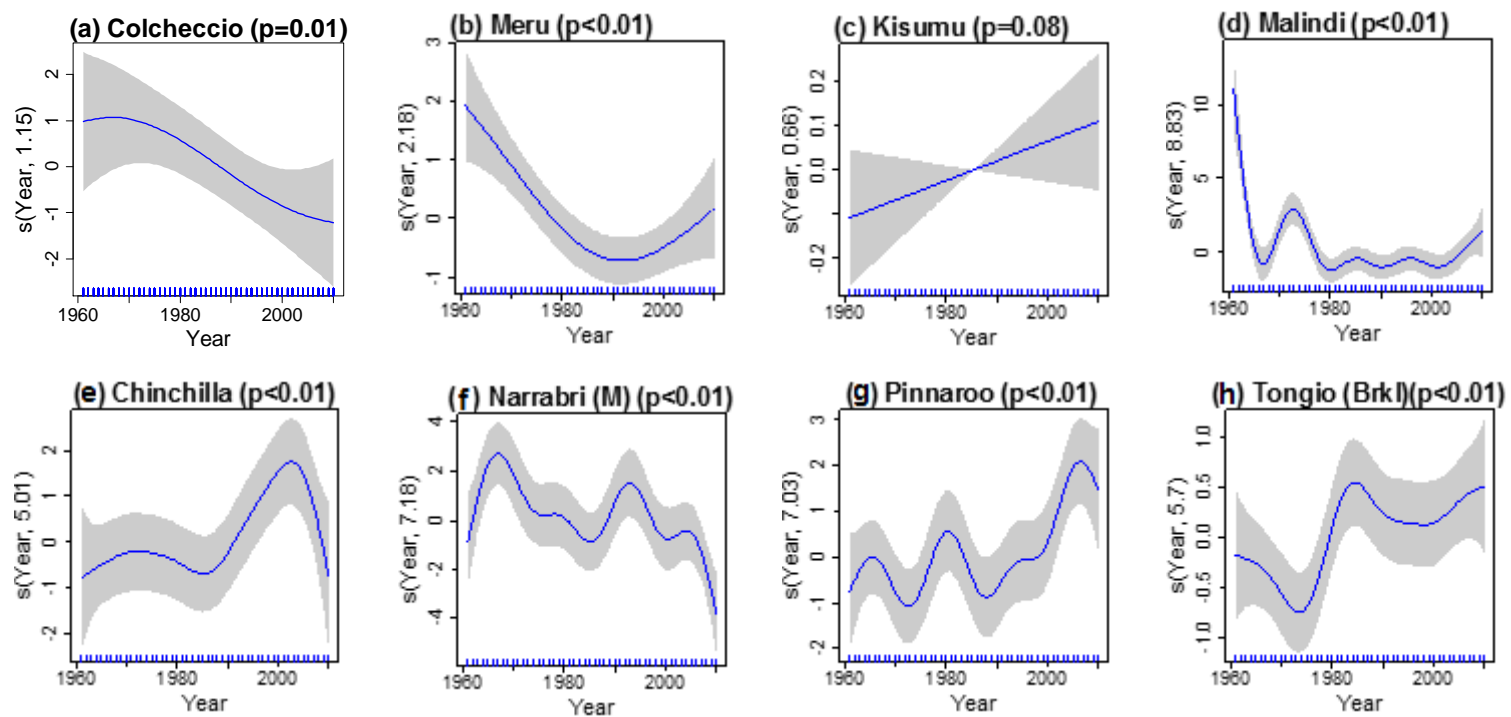 (a) Colcheccio (p=0.01)
s(Year, 1.15)
2
1
0
-1
-2
1960 1980 2000
Year
(b) Meru (p<0.01)
s(Year, 2.18)
3
2
1
0
-1
1960 1980 2000
Year
(c) Kisumu (p=0.08)
s(Year, 0.66)
0.2
0.1
0.0
-0.2
1960 1980 2000
Year
(d) Malindi (p<0.01)
s(Year, 8.83)
10
5
0
1960 1980 2000
Year
(e) Chinchilla (p<0.01)
s(Year, 5.01)
2
1
0
-1
-2
1960 1980 2000
Year
(f) Narrabri (M) (p<0.01)
s(Year, 7.18)
4
2
0
-2
-4
1960 1980 2000
Year
(g) Pinnaroo (p<0.01)
s(Year, 7.03)
3
2
1
0
-1
-2
1960 1980 2000
Year
(h) Tongio (Brkl)(p<0.01)
s(Year, 5.7)
1.0
0.5
0.0
-0.5
-1.0
1960 1980 2000
Year